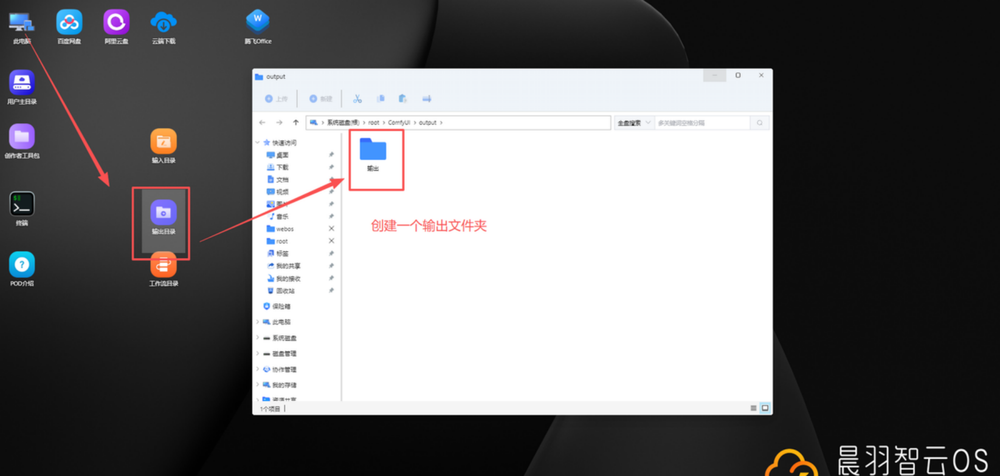 此电脑
百度网盘
阿里云盘
云端下载
W
腾飞Office
用户主目录
创作者工具包
输入目录
$
终端
输出目录
?
POD介绍
工作流目录
output
上传
新建
系统磁盘(根) > root > ComfyUI > output >
全盘搜索
多关键词空格分隔
快速访问
桌面
下载
文档
视频
图片
音乐
webos
root
标签
我的共享
我的接收
回收站
保险箱
此电脑
系统磁盘
磁盘管理
协作管理
我的存储
资源共享
输出
创建一个输出文件夹
1个项目
晨羽智云OS